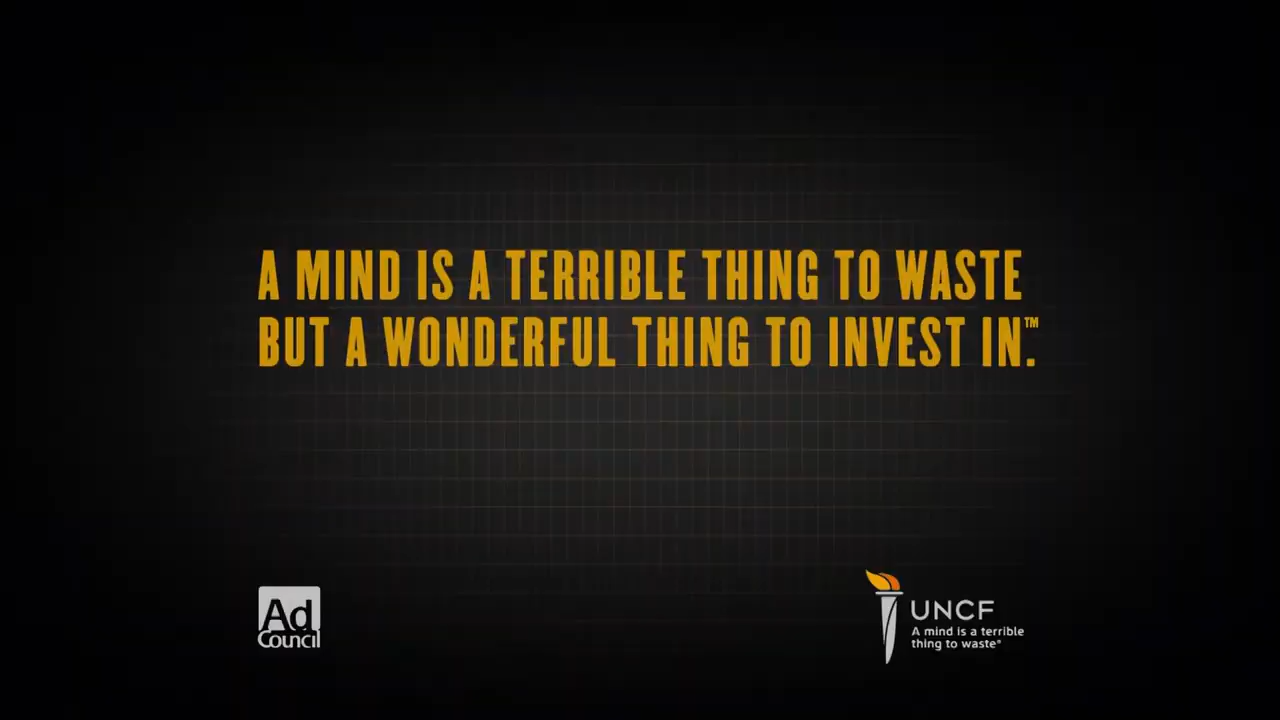 A MIND IS A TERRIBLE THING TO WASTE
BUT A WONDERFUL THING TO INVEST IN.™
Ad
Council
UNCF
A mind is a terrible
thing to waste®